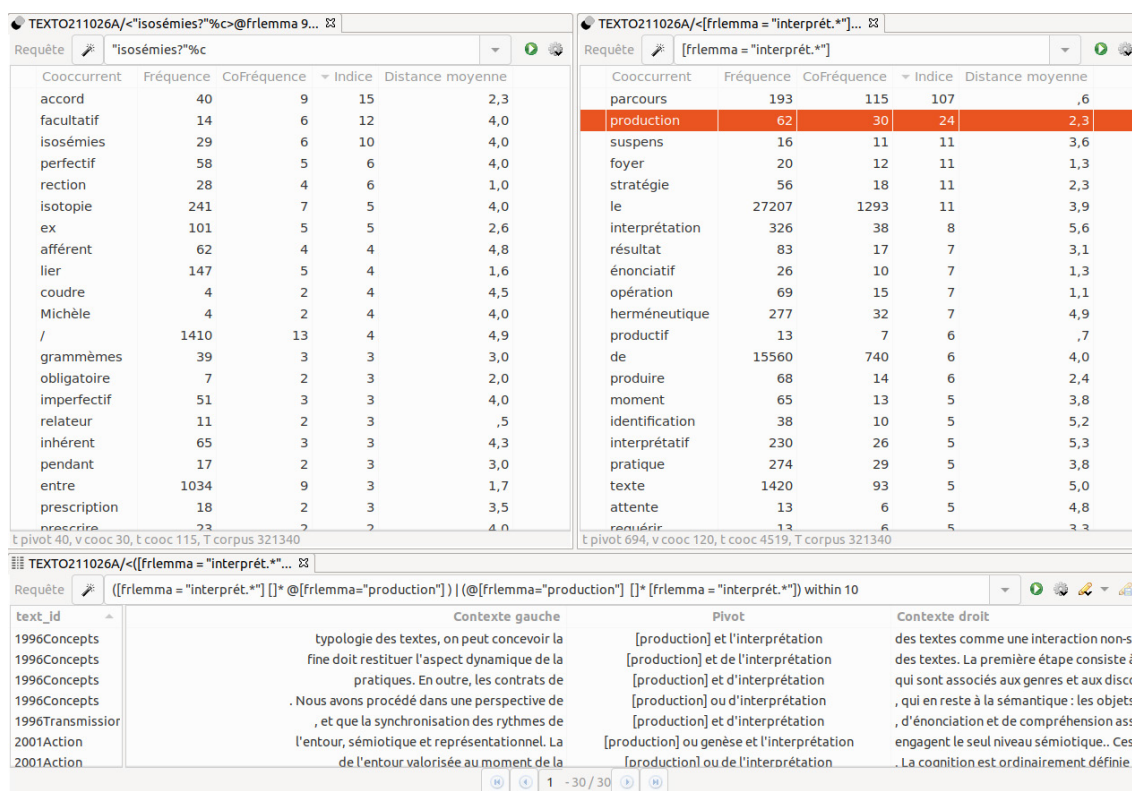 TEXTO211026A/<"isosémies?"%c>@frlemma 9...
Requête "isosémies?"%c
Cooccurrent Fréquence CoFréquence Indice Distance moyenne
accord 40 9 15 2,3
facultatif 14 6 12 4,0
isosémies 29 6 10 4,0
perfectif 58 5 6 4,0
rection 28 4 6 1,0
isotopie 241 7 5 4,0
ex 101 5 5 2,6
afférent 62 4 4 4,8
lier 147 5 4 1,6
coudre 4 2 4 4,5
Michèle 4 2 4 4,0
/ 1410 13 4 4,9
grammèmes 39 3 3 3,0
obligatoire 7 2 3 2,0
imperfectif 51 3 3 4,0
relateur 11 2 3 ,5
inhérent 65 3 3 4,3
pendant 17 2 3 3,0
entre 1034 9 3 1,7
prescription 18 2 3 3,5
prescrire 23 2 2 4,0
t pivot 40, v cooc 30, t cooc 115, T corpus 321340
TEXTO211026A/<[frlemma = "interprét.*"]...
Requête [frlemma = "interprét.*"]
Cooccurrent Fréquence CoFréquence Indice Distance moyenne
parcours 193 115 107 ,6
production 62 30 24 2,3
suspens 16 11 11 3,6
foyer 20 12 11 1,3
stratégie 56 18 11 2,3
le 27207 1293 11 3,9
interprétation 326 38 8 5,6
résultat 83 17 7 3,1
énonciatif 26 10 7 1,3
opération 69 15 7 1,1
herméneutique 277 32 7 4,9
productif 13 7 6 ,7
de 15560 740 6 4,0
produire 68 14 6 2,4
moment 65 13 5 3,8
identification 38 10 5 5,2
interprétatif 230 26 5 5,3
pratique 274 29 5 3,8
texte 1420 93 5 5,0
attente 13 6 5 4,8
requérir 13 6 5 3,3
t pivot 694, v cooc 120, t cooc 4519, T corpus 321340
TEXTO211026A/<([frlemma = "interprét.*"...
Requête ([frlemma = "interprét.*"] []* @[frlemma="production"] ) | (@[frlemma="production"] []* [frlemma = "interprét.*"]) within 10
text_id Contexte gauche Pivot Contexte droit
1996Concepts typologie des textes, on peut concevoir la [production] et l'interprétation des textes comme une interaction non-s
1996Concepts fine doit restituer l'aspect dynamique de la [production] et de l'interprétation des textes. La première étape consiste à
1996Concepts pratiques. En outre, les contrats de [production] et d'interprétation qui sont associés aux genres et aux disco
1996Concepts . Nous avons procédé dans une perspective de [production] ou d'interprétation , qui en reste à la sémantique : les objets
1996Transmission , et que la synchronisation des rythmes de [production] et d'interprétation , d'énonciation et de compréhension ass
2001Action l'entour, sémiotique et représentationnel. La [production] ou genèse et l'interprétation engagent le seul niveau sémiotique.. Ces
2001Action de l'entour valorisée au moment de la [production] ou de l'interprétation . La cognition est ordinairement définie
1 - 30 / 30